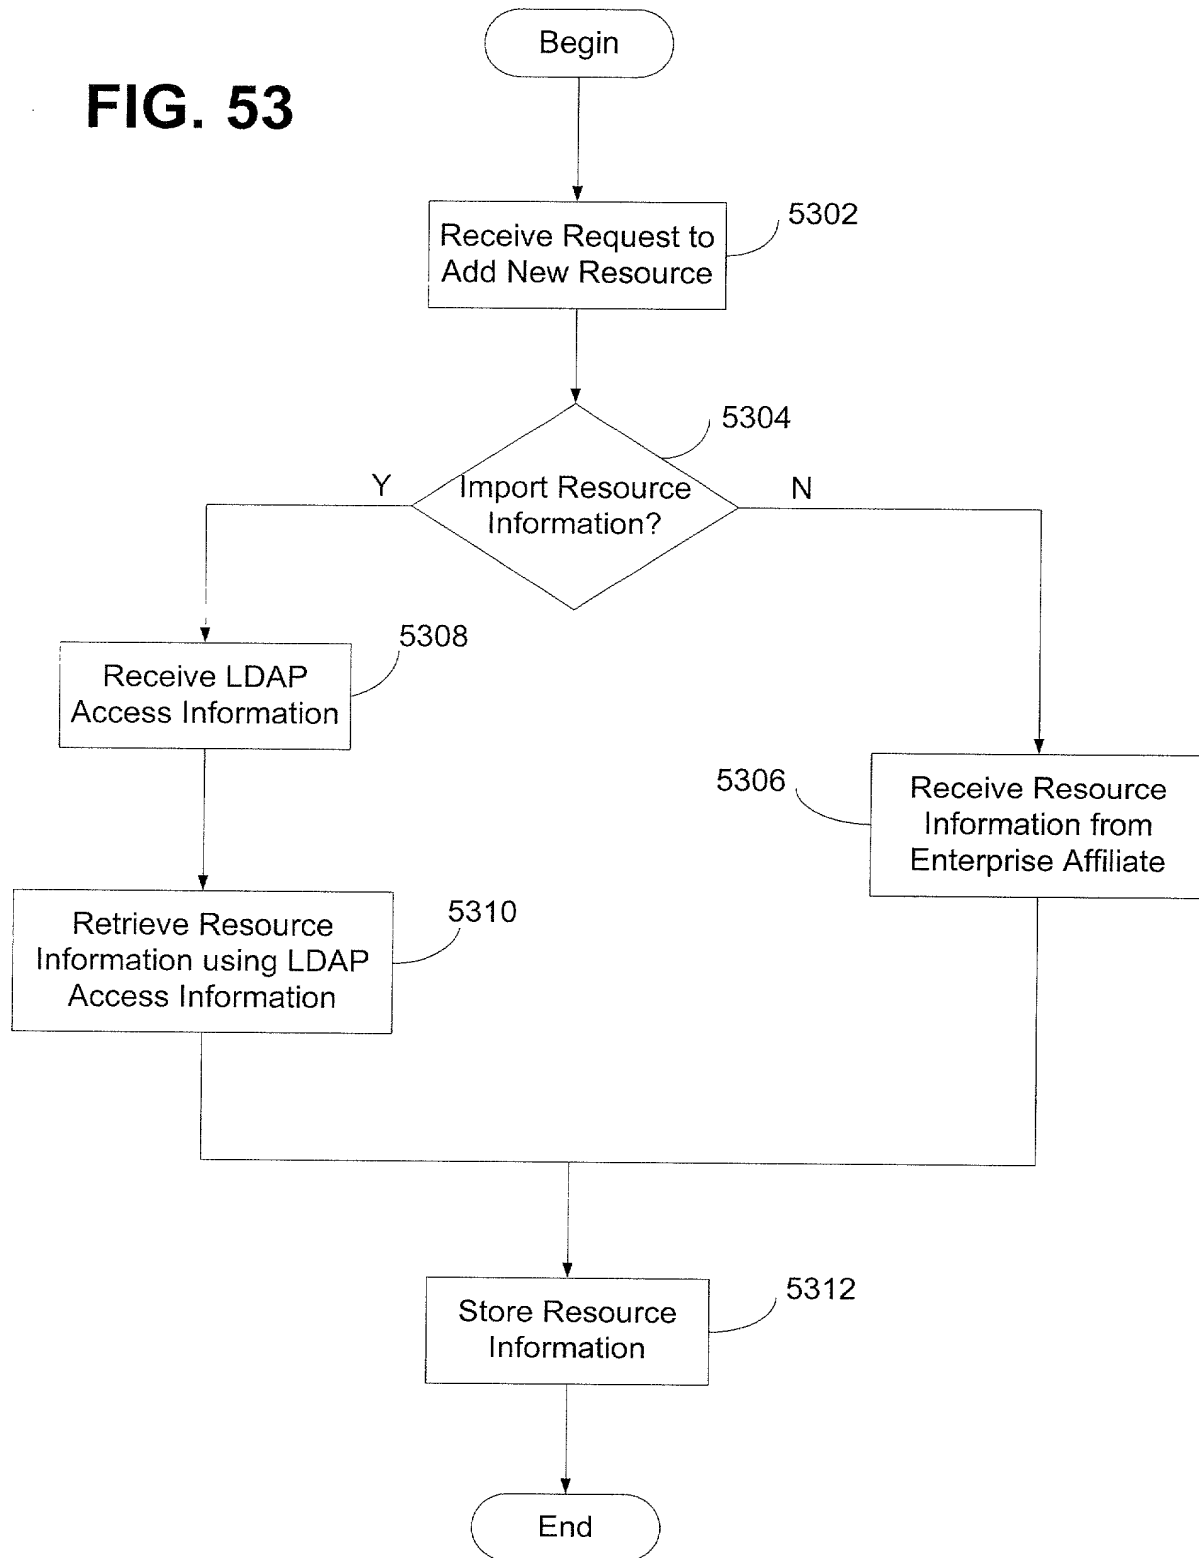 Begin
FIG. 53
5302
Receive Request to
Add New Resource
5304
Y
Import Resource
Information?
N
5308
Receive LDAP
Access Information
5306
Receive Resource
Information from
Enterprise Affiliate
5310
Retrieve Resource
Information using LDAP
Access Information
5312
Store Resource
Information
End